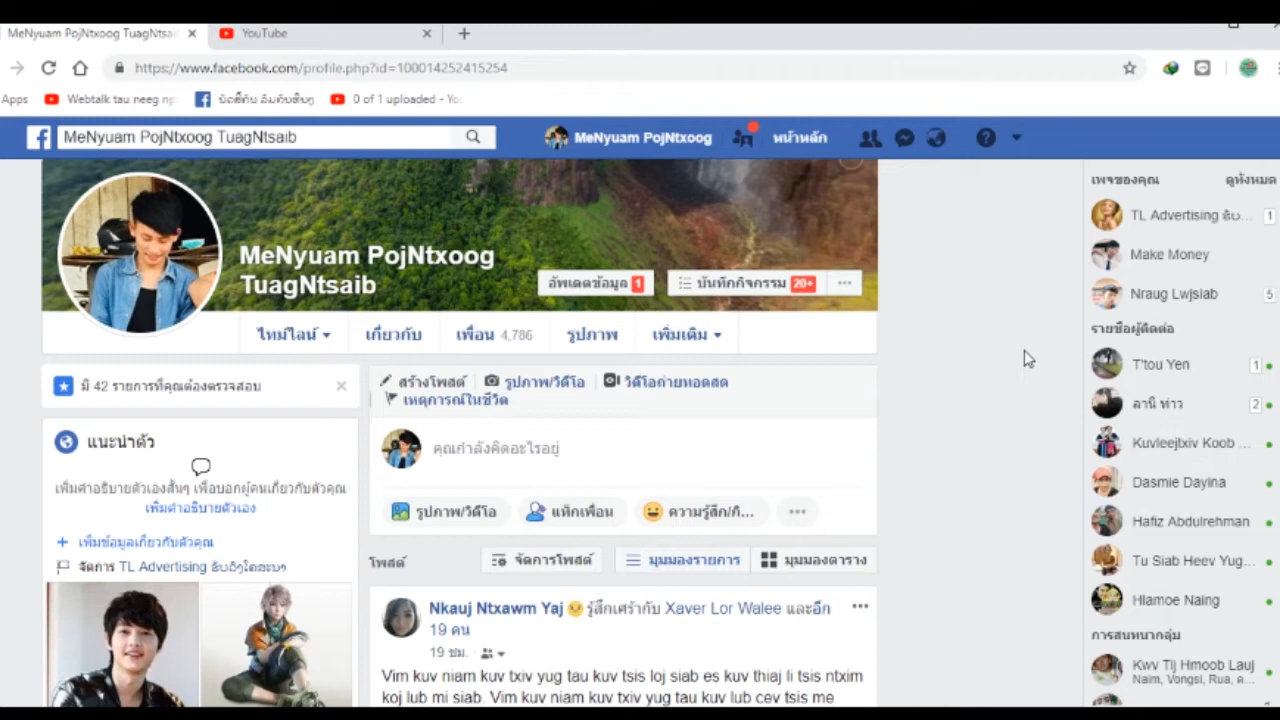 MeNyuam PojNtxoog TuagNtsai
YouTube
https://www.facebook.com/profile.php?id=100014252415254
Apps
Webtalk tau neeg np
0 of 1 uploaded - You
MeNyuam PojNtxoog TuagNtsaib
MeNyuam PojNtxoog
หน้าหลัก
MeNyuam PojNtxoog
TuagNtsaib
อัพเดตข้อมูล 1
บันทึกกิจกรรม 20+
ไทม์ไลน์
เกี่ยวกับ
เพื่อน 4,786
รูปภาพ
เพิ่มเติม
มี 42 รายการที่คุณต้องตรวจสอบ
แนะนำตัว
เพิ่มคำอธิบายตัวเองสั้นๆ เพื่อบอกผู้คนเกี่ยวกับตัวคุณ
เพิ่มคำอธิบายตัวเอง
เพิ่มข้อมูลเกี่ยวกับตัวคุณ
จัดการ TL Advertising
สร้างโพสต์
รูปภาพ/วิดีโอ
วิดีโอถ่ายทอดสด
เหตุการณ์ในชีวิต
คุณกำลังคิดอะไรอยู่
รูปภาพ/วิดีโอ
แท็กเพื่อน
ความรู้สึก/กิ...
โพสต์
จัดการโพสต์
มุมมองรายการ
มุมมองตาราง
Nkauj Ntxawm Yaj รู้สึกเศร้ากับ Xaver Lor Walee และอีก
19 คน
19 ชม.
Vim kuv niam kuv txiv yug tau kuv tsis loj siab es kuv thiaj li tsis ntxim
koj lub mi siab. Vim kuv niam kuv txiv yug tau kuv lub cev tsis me
เพจของคุณ
ดูทั้งหมด
TL Advertising 1
Make Money
Nraug Lwjsiab 5
รายชื่อผู้ติดต่อ
T'tou Yen 1
ลานี ท่าว 2
Kuvleejtxiv Koob ...
Dasmie Dayina
Hafiz Abdulrehman
Tu Siab Heev Yug...
Hlamoe Naing
การสนทนากลุ่ม
Kwv Tij Hmoob Lauj
Naim, Vongsi, Rua, ค...